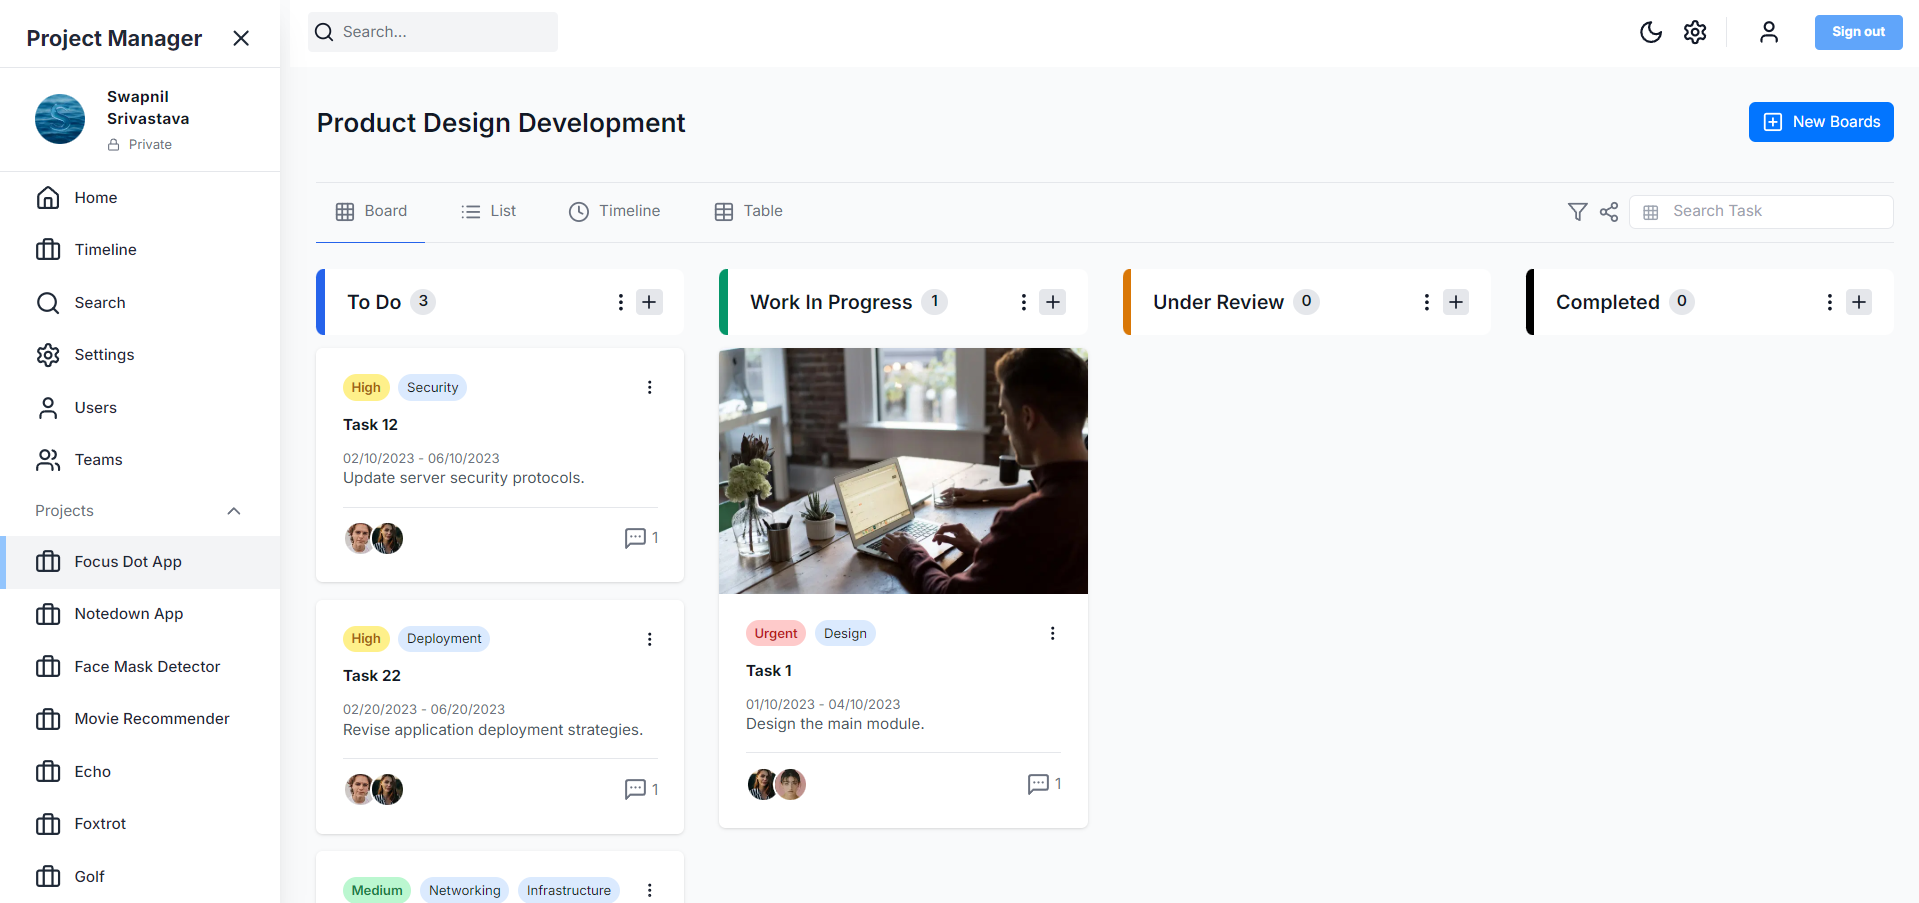 Project Manager
Search...
Sign out
Swapnil
Srivastava
Private
Home
Timeline
Search
Settings
Users
Teams
Projects
Focus Dot App
Notedown App
Face Mask Detector
Movie Recommender
Echo
Foxtrot
Golf
Product Design Development
New Boards
Board
List
Timeline
Table
Search Task
To Do 3
High Security
Task 12
02/10/2023 - 06/10/2023
Update server security protocols.
1
High Deployment
Task 22
02/20/2023 - 06/20/2023
Revise application deployment strategies.
1
Medium Networking Infrastructure
Work In Progress 1
Urgent Design
Task 1
01/10/2023 - 04/10/2023
Design the main module.
1
Under Review 0
Completed 0